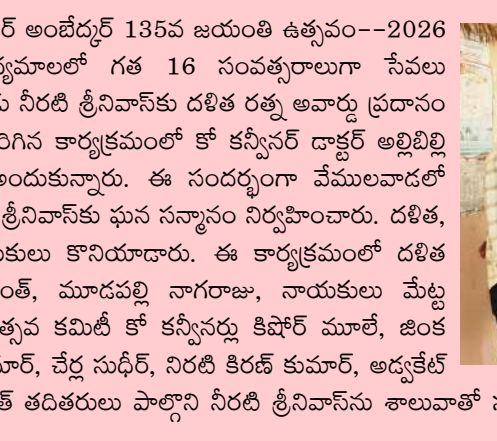 ర్ అంబేద్కర్ 135వ జయంతి ఉత్సవం--2026
్యమాలలో గత 16 సంవత్సరాలుగా సేవలు
నీరటి శ్రీనివాస్‌కు దళిత రత్న అవార్డు ప్రదానం
రిగిన కార్యక్రమంలో కో కన్వీనర్ డాక్టర్ అల్లిబిల్లి
అందుకున్నారు. ఈ సందర్భంగా వేములవాడలో
శ్రీనివాస్‌కు ఘన సన్మానం నిర్వహించారు. దళిత,
కులు కొనియాడారు. ఈ కార్యక్రమంలో దళిత
ంత్, మూడపల్లి నాగరాజు, నాయకులు మేట్ట
త్సవ కమిటీ కో కన్వీనర్లు కిషోర్ మూలే, జింక
మార్, చేర్ల సుధీర్, నిరటి కిరణ్ కుమార్, అడ్వకేట్
త్ తదితరులు పాల్గొని నీరటి శ్రీనివాస్‌ను శాలువాతో